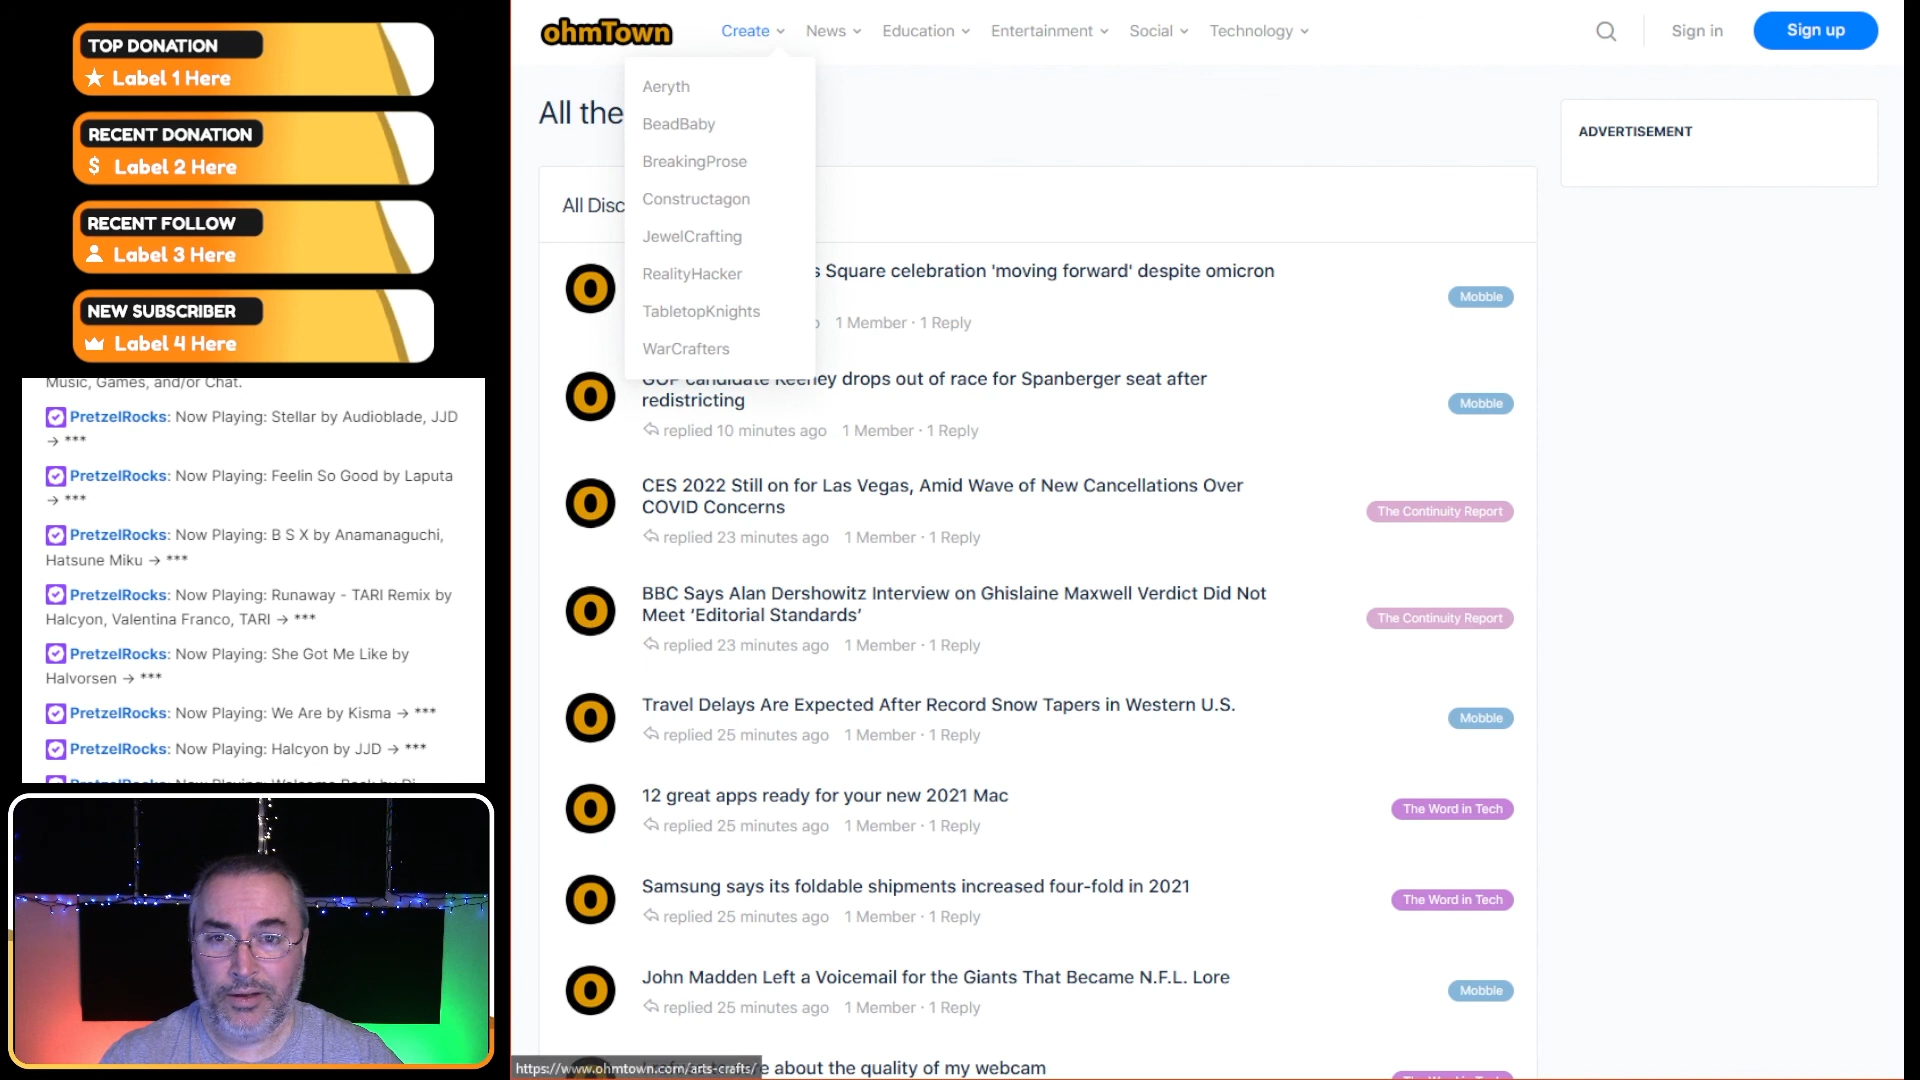 TOP DONATION
Label 1 Here
RECENT DONATION
$ Label 2 Here
RECENT FOLLOW
Label 3 Here
NEW SUBSCRIBER
Label 4 Here
Music, Games, and/or Chat.
PretzelRocks: Now Playing: Stellar by Audioblade, JJD
→ ***
PretzelRocks: Now Playing: Feelin So Good by Laputa
→ ***
PretzelRocks: Now Playing: B S X by Anamanaguchi,
Hatsune Miku → ***
PretzelRocks: Now Playing: Runaway - TARI Remix by
Halcyon, Valentina Franco, TARI → ***
PretzelRocks: Now Playing: She Got Me Like by
Halvorsen → ***
PretzelRocks: Now Playing: We Are by Kisma → ***
PretzelRocks: Now Playing: Halcyon by JJD → ***
PretzelRocks: Now Playing: Welcome Back by
ohmTown
Create News Education Entertainment Social Technology
Sign in
Sign up
Aeryth
BeadBaby
BreakingProse
Constructagon
JewelCrafting
RealityHacker
TabletopKnights
WarCrafters
All the
ADVERTISEMENT
All Disc
s Square celebration 'moving forward' despite omicron
Mobble
1 Member · 1 Reply
GOP candidate Keeney drops out of race for Spanberger seat after
redistricting
Mobble
replied 10 minutes ago 1 Member · 1 Reply
CES 2022 Still on for Las Vegas, Amid Wave of New Cancellations Over
COVID Concerns
The Continuity Report
replied 23 minutes ago 1 Member · 1 Reply
BBC Says Alan Dershowitz Interview on Ghislaine Maxwell Verdict Did Not
Meet ‘Editorial Standards’
The Continuity Report
replied 23 minutes ago 1 Member · 1 Reply
Travel Delays Are Expected After Record Snow Tapers in Western U.S.
Mobble
replied 25 minutes ago 1 Member · 1 Reply
12 great apps ready for your new 2021 Mac
The Word in Tech
replied 25 minutes ago 1 Member · 1 Reply
Samsung says its foldable shipments increased four-fold in 2021
The Word in Tech
replied 25 minutes ago 1 Member · 1 Reply
John Madden Left a Voicemail for the Giants That Became N.F.L. Lore
Mobble
replied 25 minutes ago 1 Member · 1 Reply
about the quality of my webcam
https://www.ohmtown.com/arts-crafts/